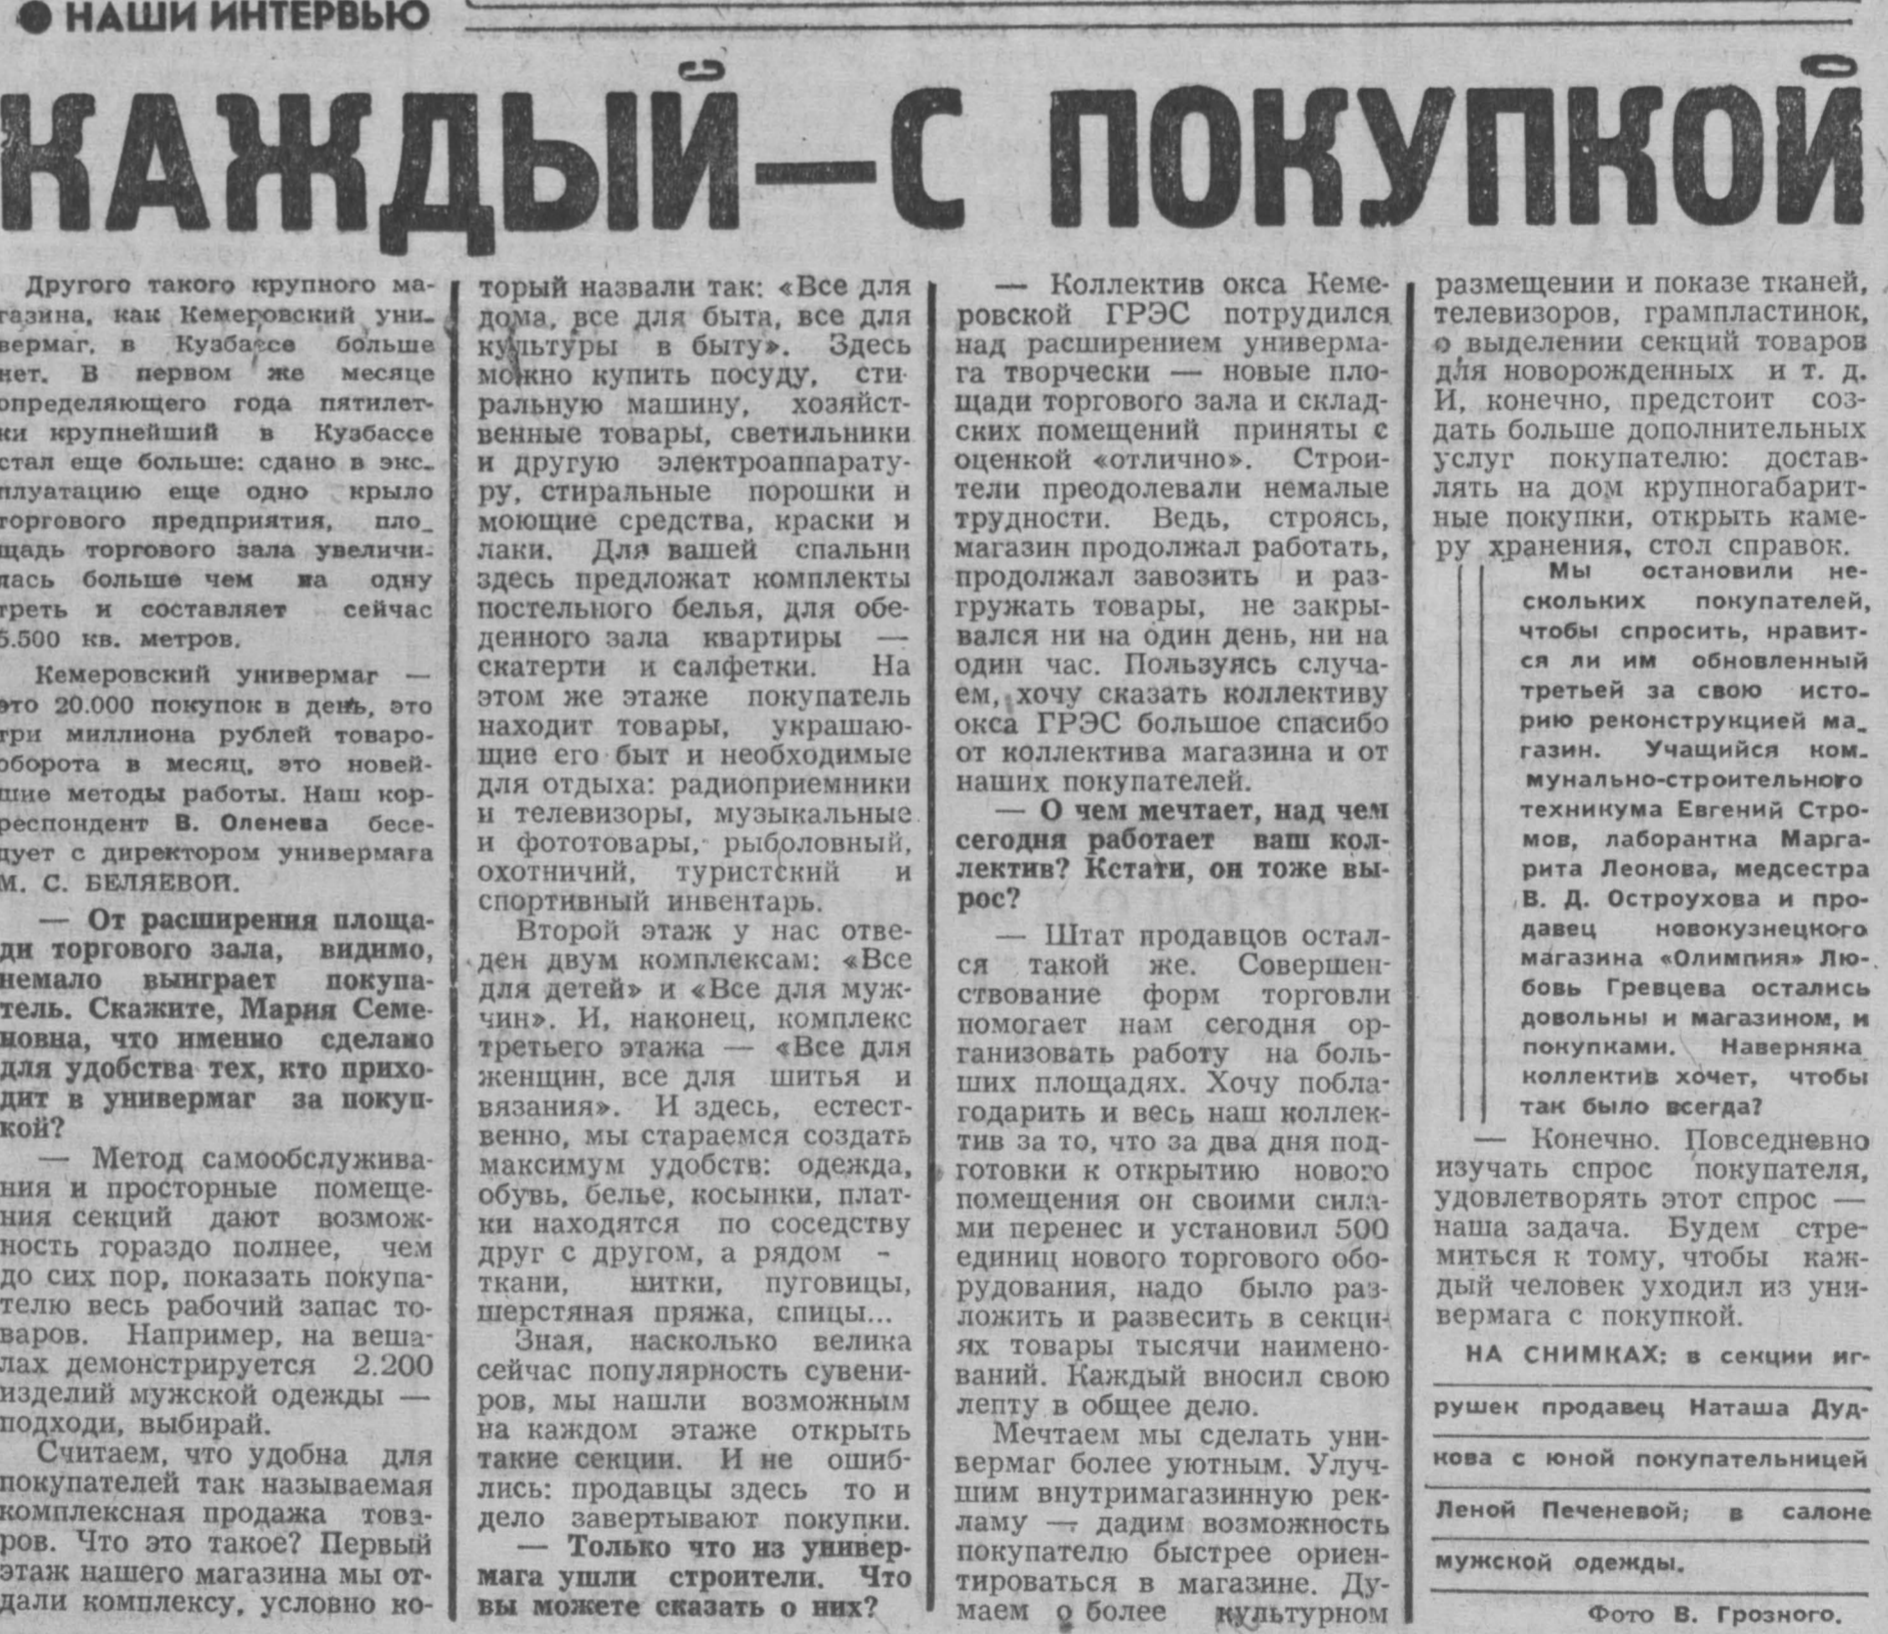 ● НАШИ ИНТЕРВЬЮ
КАЖДЫЙ—С ПОКУПКОЙ
Другого такого крупного ма-
газина, как Кемеровский уни-
вермаг, в Кузбассе больше
нет. В первом же месяце
определяющего года пятилет-
ки крупнейший в Кузбассе
стал еще больше: сдано в экс-
плуатацию еще одно крыло
торгового предприятия, пло-
щадь торгового зала увеличи-
лась больше чем на одну
треть и составляет сейчас
5.500 кв. метров.
Кемеровский универмаг —
это 20.000 покупок в день, это
три миллиона рублей товаро-
оборота в месяц, это новей-
шие методы работы. Наш кор-
респондент В. Оленева бесе-
дует с директором универмага
М. С. БЕЛЯЕВОЙ.
— От расширения площа-
ди торгового зала, видимо,
немало выиграет покупа-
тель. Скажите, Мария Семе-
новна, что именно сделано
для удобства тех, кто прихо-
дит в универмаг за покуп-
кой?
— Метод самообслужива-
ния и просторные помеще-
ния секций дают возмож-
ность гораздо полнее, чем
до сих пор, показать покупа-
телю весь рабочий запас то-
варов. Например, на веша-
лах демонстрируется 2.200
изделий мужской одежды —
подходи, выбирай.
Считаем, что удобна для
покупателей так называемая
комплексная продажа това-
ров. Что это такое? Первый
этаж нашего магазина мы от-
дали комплексу, условно ко-
торый назвали так: «Все для
дома, все для быта, все для
культуры в быту». Здесь
можно купить посуду, сти-
ральную машину, хозяйст-
венные товары, светильники
и другую электроаппарату-
ру, стиральные порошки и
моющие средства, краски и
лаки. Для вашей спальни
здесь предложат комплекты
постельного белья, для обе-
денного зала квартиры —
скатерти и салфетки. На
этом же этаже покупатель
находит товары, украшаю-
щие его быт и необходимые
для отдыха: радиоприемники
и телевизоры, музыкальные
и фототовары, рыболовный,
охотничий, туристский и
спортивный инвентарь.
Второй этаж у нас отве-
ден двум комплексам: «Все
для детей» и «Все для муж-
чин». И, наконец, комплекс
третьего этажа — «Все для
женщин, все для шитья и
вязания». И здесь, естест-
венно, мы стараемся создать
максимум удобств: одежда,
обувь, белье, косынки, плат-
ки находятся по соседству
друг с другом, а рядом -
ткани, нитки, пуговицы,
шерстяная пряжа, спицы...
Зная, насколько велика
сейчас популярность сувени-
ров, мы нашли возможным
на каждом этаже открыть
такие секции. И не ошиб-
лись: продавцы здесь то и
дело завертывают покупки.
— Только что из универ-
мага ушли строители. Что
вы можете сказать о них?
— Коллектив окса Кеме-
ровской ГРЭС потрудился
над расширением универма-
га творчески — новые пло-
щади торгового зала и склад-
ских помещений приняты с
оценкой «отлично». Строи-
тели преодолевали немалые
трудности. Ведь, строясь,
магазин продолжал работать,
продолжал завозить и раз-
гружать товары, не закры-
вался ни на один день, ни на
один час. Пользуясь случа-
ем, хочу сказать коллективу
окса ГРЭС большое спасибо
от коллектива магазина и от
наших покупателей.
— О чем мечтает, над чем
сегодня работает ваш кол-
лектив? Кстати, он тоже вы-
рос?
— Штат продавцов остал-
ся такой же. Совершен-
ствование форм торговли
помогает нам сегодня ор-
ганизовать работу на боль-
ших площадях. Хочу побла-
годарить и весь наш коллек-
тив за то, что за два дня под-
готовки к открытию нового
помещения он своими сила-
ми перенес и установил 500
единиц нового торгового обо-
рудования, надо было раз-
ложить и развесить в секци-
ях товары тысячи наимено-
ваний. Каждый вносил свою
лепту в общее дело.
Мечтаем мы сделать уни-
вермаг более уютным. Улуч-
шим внутримагазинную рек-
ламу — дадим возможность
покупателю быстрее ориен-
тироваться в магазине. Ду-
маем о более культурном
размещении и показе тканей,
телевизоров, грампластинок,
о выделении секций товаров
для новорожденных и т. д.
И, конечно, предстоит соз-
дать больше дополнительных
услуг покупателю: достав-
лять на дом крупногабарит-
ные покупки, открыть каме-
ру хранения, стол справок.
Мы остановили не-
скольких покупателей,
чтобы спросить, нравит-
ся ли им обновленный
третьей за свою исто-
рию реконструкцией ма-
газин. Учащийся ком-
мунально-строительного
техникума Евгений Стро-
мов, лаборантка Марга-
рита Леонова, медсестра
В. Д. Остроухова и про-
давец новокузнецкого
магазина «Олимпия» Лю-
бовь Гревцева остались
довольны и магазином, и
покупками. Наверняка
коллектив хочет, чтобы
так было всегда?
— Конечно. Повседневно
изучать спрос покупателя,
удовлетворять этот спрос —
наша задача. Будем стре-
миться к тому, чтобы каж-
дый человек уходил из уни-
вермага с покупкой.
НА СНИМКАХ: в секции иг-
рушек продавец Наташа Дуд-
кова с юной покупательницей
Леной Печеневой; в салоне
мужской одежды.
Фото В. Грозного.